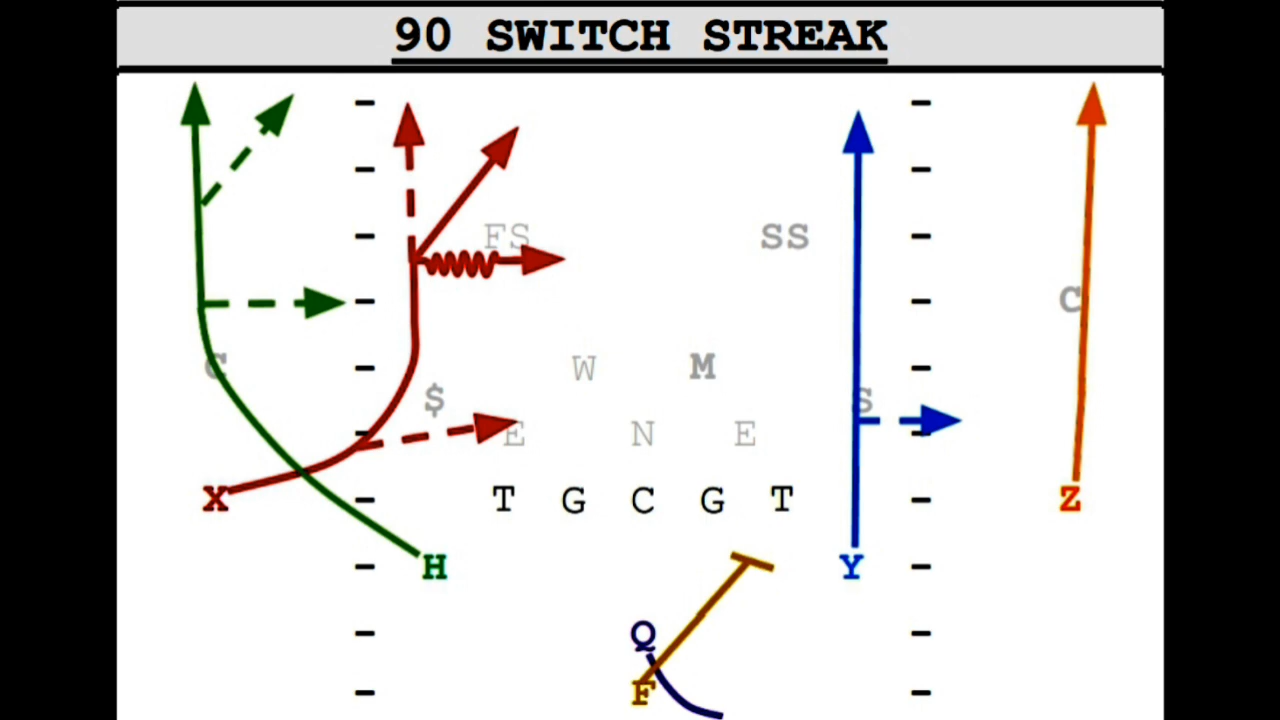 90 SWITCH STREAK
FS SS
C
C W M
$ S
E N E
X T G C G T Z
H Y
Q
F